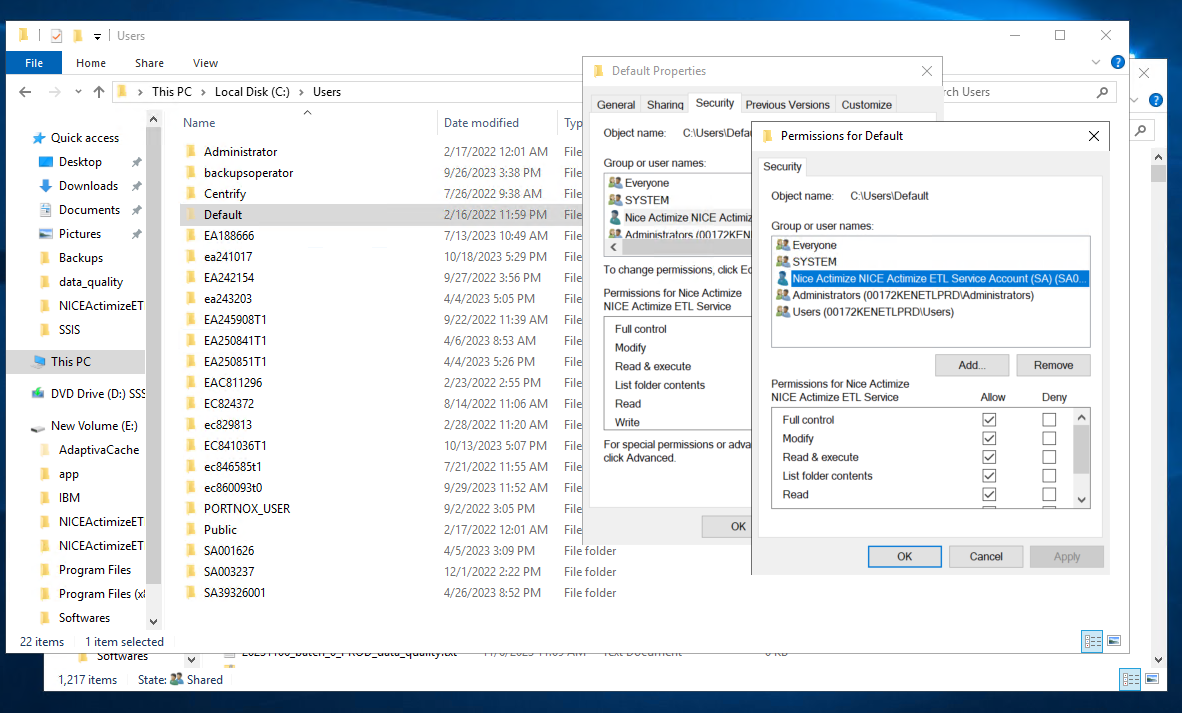 Users
File
Home
Share
View
This PC
Local Disk (C:)
Users
rch Users
Quick access
Desktop
Downloads
Documents
Pictures
Backups
data_quality
NICEActimizeET
SSIS
This PC
DVD Drive (D:) SSS
New Volume (E:)
AdaptivaCache
app
IBM
NICEActimizeET
NICEActimizeET
Program Files
Program Files (x8
Softwares
Name Date modified Typ
Administrator 2/17/2022 12:01 AM File
backupsoperator 9/26/2023 3:38 PM File
Centrify 7/26/2022 9:38 AM File
Default 2/16/2022 11:59 PM File
EA188666 7/13/2023 10:49 AM File
ea241017 10/18/2023 5:29 PM File
EA242154 9/27/2022 3:56 PM File
ea243203 4/4/2023 5:05 PM File
EA245908T1 9/22/2022 11:39 AM File
EA250841T1 4/6/2023 8:53 AM File
EA250851T1 4/4/2023 5:26 PM File
EAC811296 2/23/2022 2:55 PM File
EC824372 8/14/2022 11:06 AM File
ec829813 2/28/2022 11:20 AM File
EC841036T1 10/13/2023 5:07 PM File
ec846585t1 7/21/2022 11:55 AM File
ec860093t0 9/29/2023 11:52 AM File
PORTNOX_USER 9/2/2022 3:05 PM File
Public 2/17/2022 12:01 AM File
SA001626 4/5/2023 3:09 PM File folder
SA003237 12/1/2022 2:22 PM File folder
SA39326001 4/26/2023 8:52 PM File folder
22 items 1 item selected
Softwares
1,217 items State: Shared
Default Properties
General Sharing Security Previous Versions Customize
Object name: C:\Users\Defau
Group or user names:
Everyone
SYSTEM
Nice Actimize NICE Actimiz
Administrators (00172KEN
To change permissions, click Ed
Permissions for Nice Actimize
NICE Actimize ETL Service
Full control
Modify
Read & execute
List folder contents
Read
Write
For special permissions or adva
click Advanced.
OK
Permissions for Default
Security
Object name: C:\Users\Default
Group or user names:
Everyone
SYSTEM
Nice Actimize NICE Actimize ETL Service Account (SA) (SA0...
Administrators (00172KENETLPRD\Administrators)
Users (00172KENETLPRD\Users)
Add... Remove
Permissions for Nice Actimize
NICE Actimize ETL Service Allow Deny
Full control
Modify
Read & execute
List folder contents
Read
OK Cancel Apply